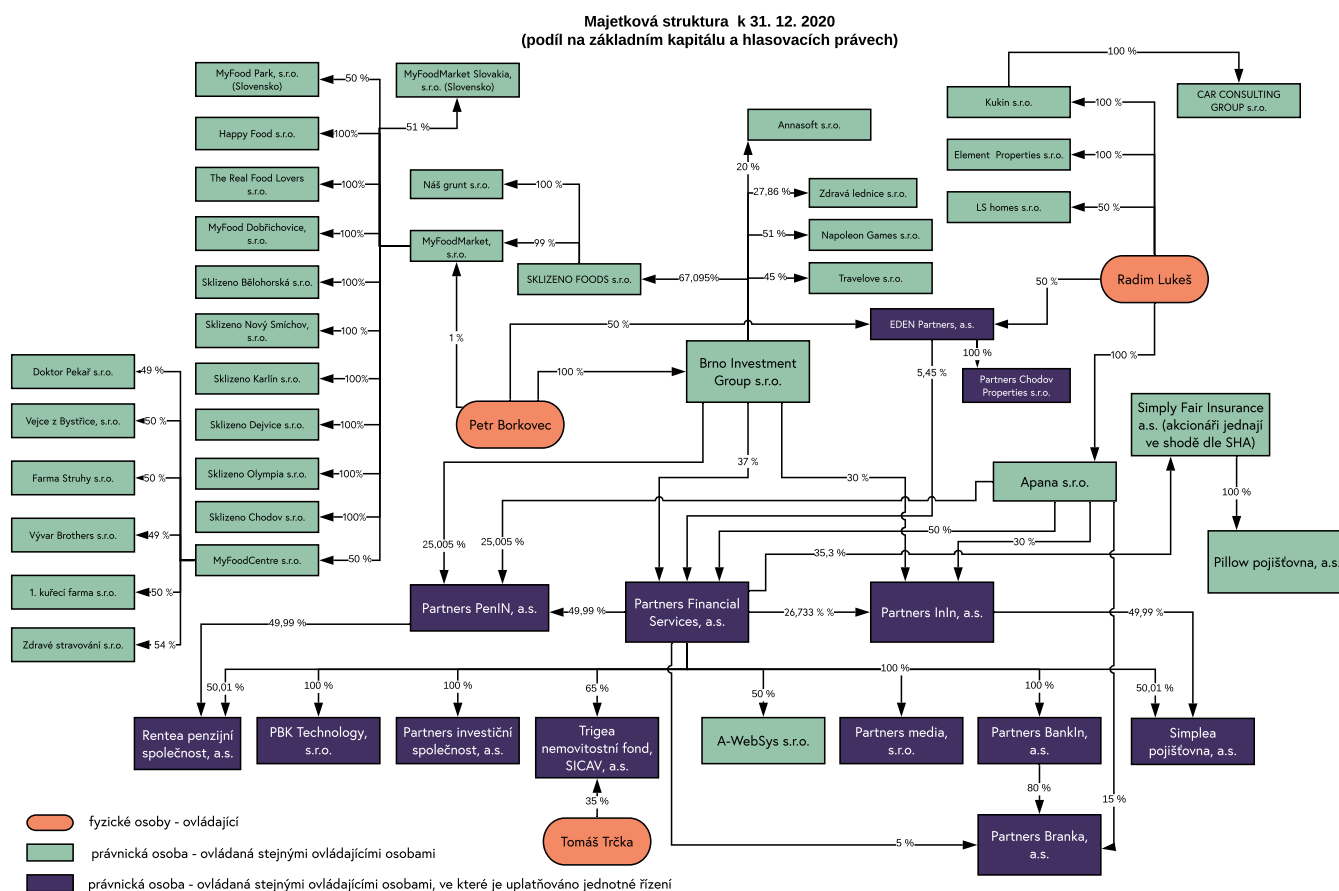 Majetková struktura  k 31. 12. 2020
(podíl na základním kapitálu a hlasovacích právech)
MyFood Park, s.r.o.
(Slovensko)
50 %
MyFoodMarket Slovakia,
s.r.o. (Slovensko)
51 %
Happy Food s.r.o.
100%
The Real Food Lovers
s.r.o.
100%
MyFood Dobřichovice,
s.r.o.
100%
Sklizeno Bělohorská s.r.o.
100%
Sklizeno Nový Smíchov,
s.r.o.
100 %
Sklizeno Karlín s.r.o.
100%
Sklizeno Dejvice s.r.o.
100%
Sklizeno Olympia s.r.o.
100%
Sklizeno Chodov s.r.o.
100%
MyFoodCentre s.r.o.
50 %
Doktor Pekař s.r.o.
49 %
Vejce z Bystřice, s.r.o.
50 %
Farma Struhy s.r.o.
50 %
Vývar Brothers s.r.o.
49 %
1. kuřecí farma s.r.o.
50 %
Zdravé stravování s.r.o.
54 %
Náš grunt s.r.o.
100 %
MyFoodMarket,
s.r.o.
99 %
SKLIZENO FOODS s.r.o.
67,095%
1 %
Annasoft s.r.o.
20 %
27,86 %
Zdravá lednice s.r.o.
51 %
Napoleon Games s.r.o.
45 %
Travelove s.r.o.
100 %
Kukin s.r.o.
100 %
CAR CONSULTING
GROUP s.r.o.
Element  Properties s.r.o.
100 %
LS homes s.r.o.
50 %
Radim Lukeš
50 %
EDEN Partners, a.s.
50 %
100 %
5,45 %
Partners Chodov
Properties s.r.o.
Brno Investment
Group s.r.o.
100 %
Petr Borkovec
100 %
Simply Fair Insurance
a.s. (akcionáři jednají
ve shodě dle SHA)
100 %
Pillow pojišťovna, a.s.
Apana s.r.o.
37 %
30 %
50 %
30 %
35,3 %
25,005 %
25,005 %
Partners PenIN, a.s.
49,99 %
Partners Financial
Services, a.s.
26,733 % %
Partners InIn, a.s.
49,99 %
49,99 %
100 %
50,01 %
100 %
100 %
65 %
50 %
100 %
50,01 %
Rentea penzijní
společnost, a.s.
PBK Technology,
s.r.o.
Partners investiční
společnost, a.s.
Trigea
nemovitostní fond,
SICAV, a.s.
A-WebSys s.r.o.
Partners media,
s.r.o.
Partners BankIn,
a.s.
Simplea
pojišťovna, a.s.
35 %
80 %
15 %
Tomáš Trčka
5 %
Partners Branka,
a.s.
fyzické osoby - ovládající
právnická osoba - ovládaná stejnými ovládajícími osobami
právnická osoba - ovládaná stejnými ovládajícími osobami, ve které je uplatňováno jednotné řízení